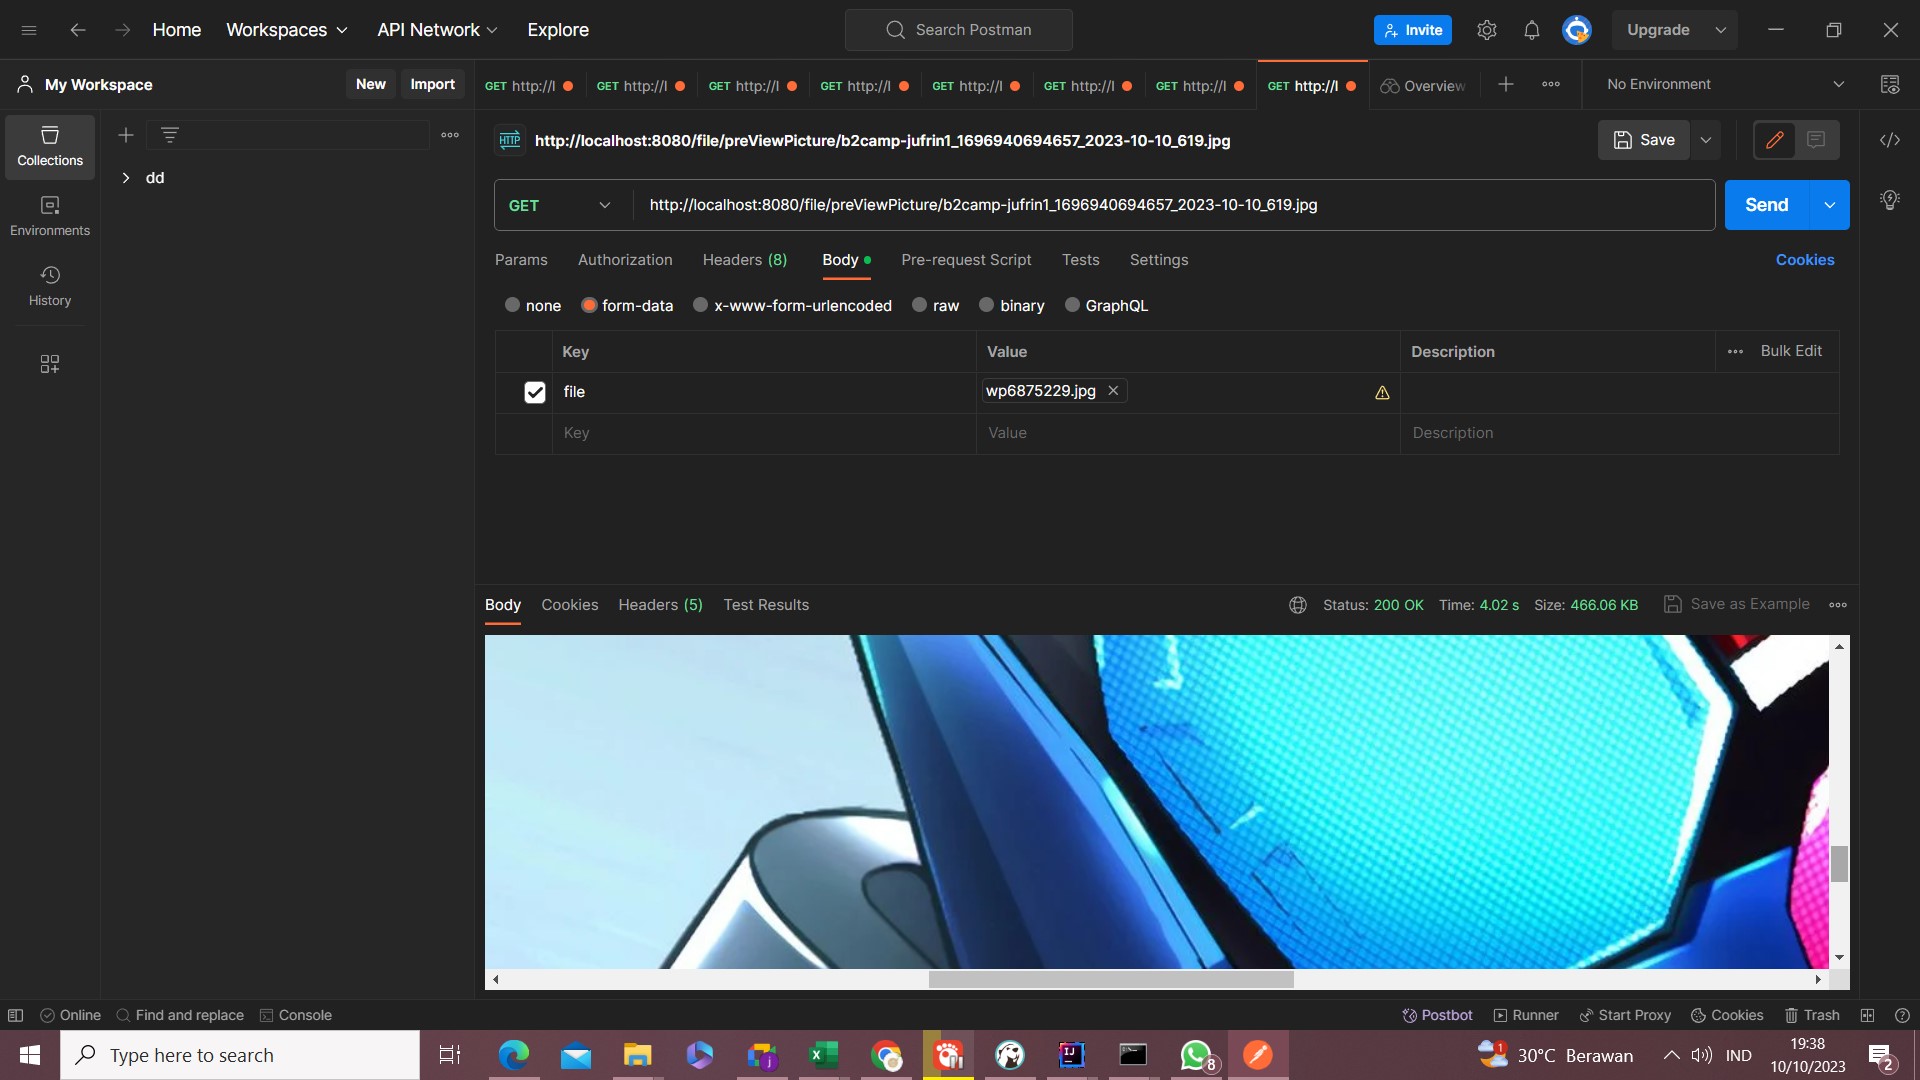 Home Workspaces API Network Explore Search Postman Invite Upgrade
My Workspace New Import GET http://l GET http://l GET http://l GET http://l GET http://l GET http://l GET http://l GET http://l Overview No Environment
HTTP http://localhost:8080/file/preViewPicture/b2camp-jufrin1_1696940694657_2023-10-10_619.jpg Save
Collections
dd
GET http://localhost:8080/file/preViewPicture/b2camp-jufrin1_1696940694657_2023-10-10_619.jpg Send
Environments
Params Authorization Headers (8) Body Pre-request Script Tests Settings Cookies
History
none form-data x-www-form-urlencoded raw binary GraphQL
Key Value Description Bulk Edit
file wp6875229.jpg
Key Value Description
Body Cookies Headers (5) Test Results Status: 200 OK Time: 4.02 s Size: 466.06 KB Save as Example
Online Find and replace Console Postbot Runner Start Proxy Cookies Trash
Type here to search
IJ
8
1
30°C Berawan
IND
19:38
10/10/2023
2